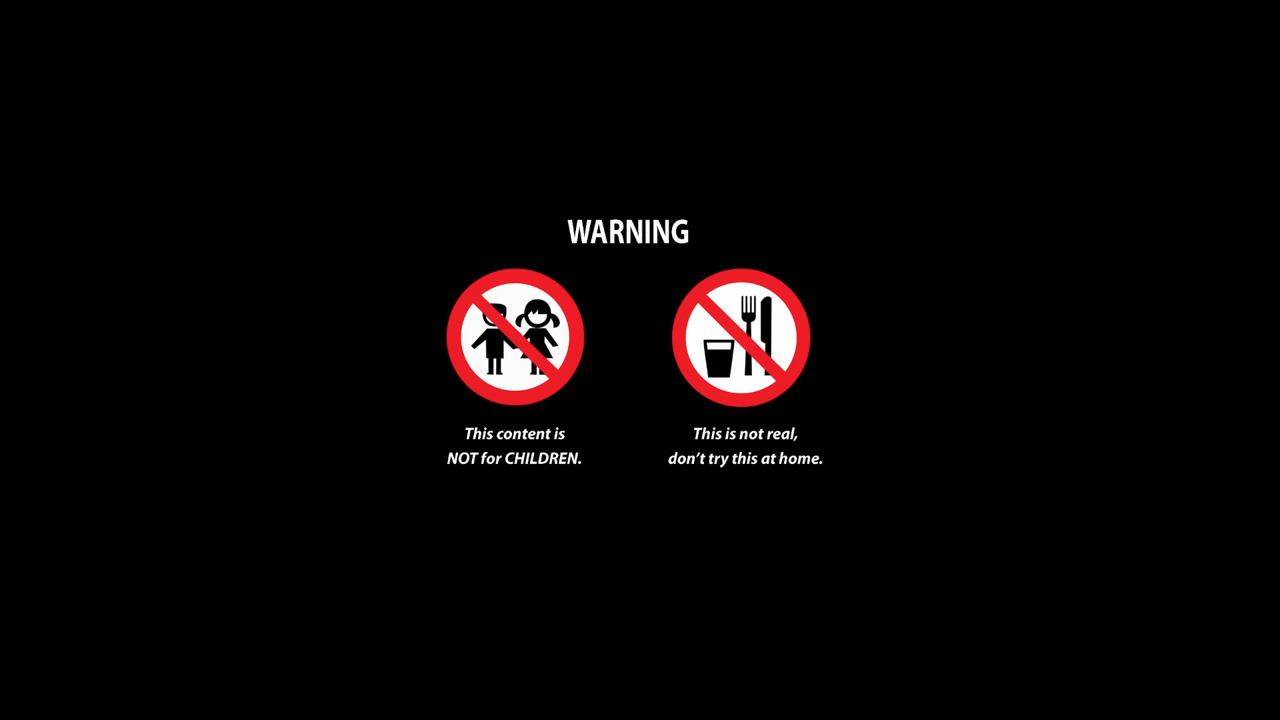 WARNING
This content is
NOT for CHILDREN.
This is not real,
don't try this at home.